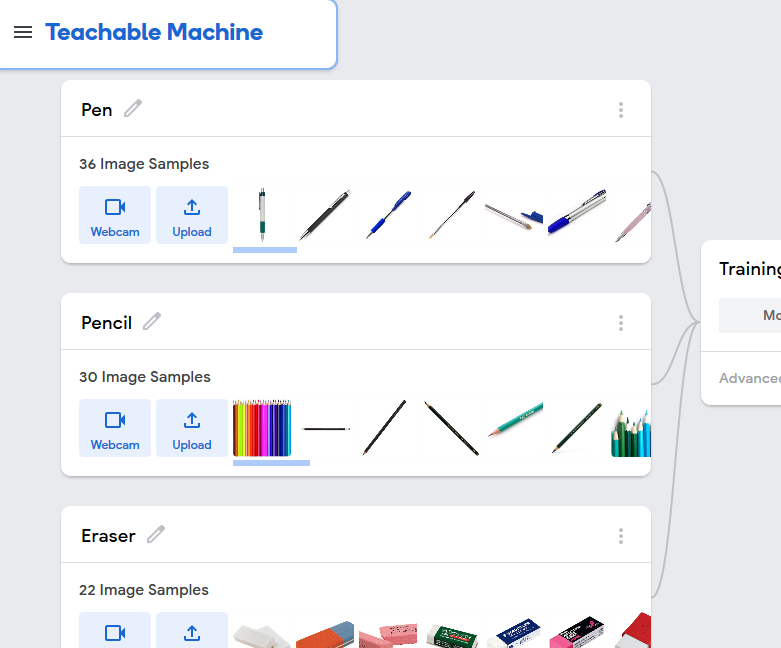 Teachable Machine
Pen
36 Image Samples
Webcam
Upload
Pencil
30 Image Samples
Webcam
Upload
Eraser
22 Image Samples
Training
Mo
Advanced